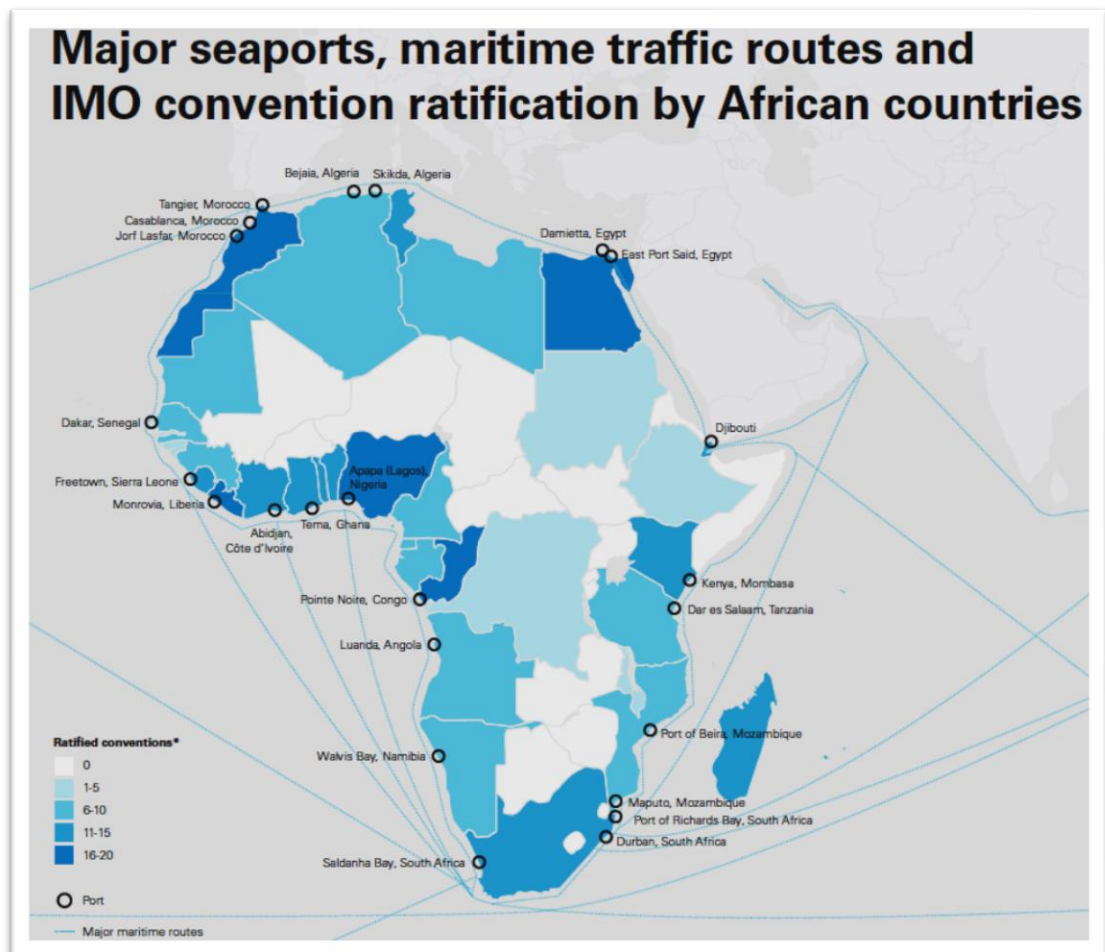 Major seaports, maritime traffic routes and
IMO convention ratification by African countries
Bejaia, Algeria
Skikda, Algeria
Tangier, Morocco
Casablanca, Morocco
Jorf Lasfar, Morocco
Damietta, Egypt
East Port Said, Egypt
Dakar, Senegal
Djibouti
Freetown, Sierra Leone
Monrovia, Liberia
Abidjan,
Côte d'Ivoire
Tema, Ghana
Apapa (Lagos),
Nigeria
Pointe Noire, Congo
Kenya, Mombasa
Dar es Salaam, Tanzania
Luanda, Angola
Walvis Bay, Namibia
Port of Beira, Mozambique
Maputo, Mozambique
Port of Richards Bay, South Africa
Durban, South Africa
Saldanha Bay, South Africa
Ratified conventions*
0
1-5
6-10
11-15
16-20
Port
Major maritime routes